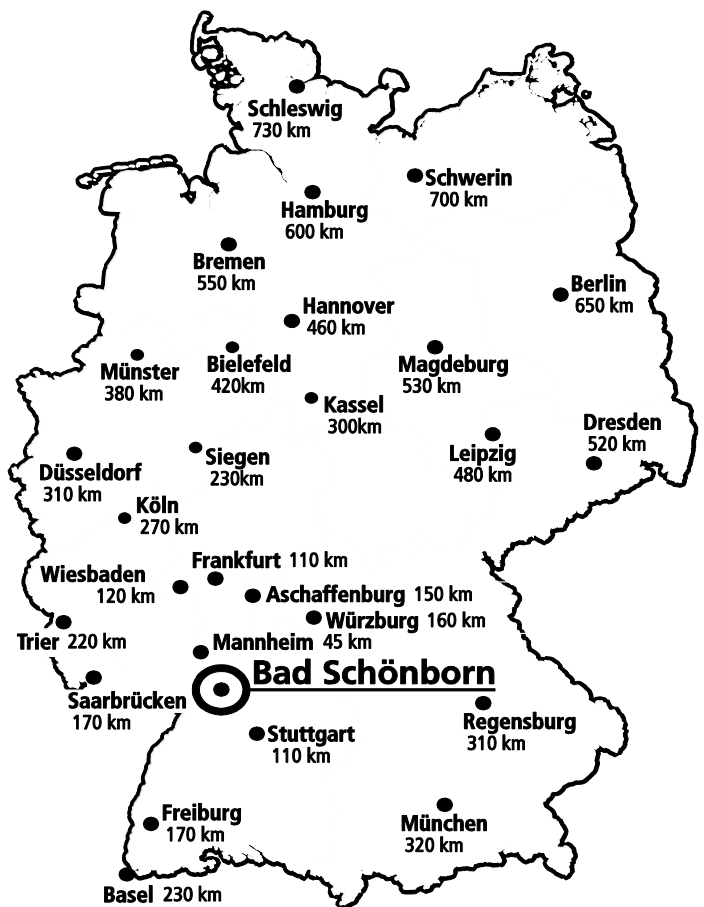 Schleswig
730 km
Schwerin
700 km
Hamburg
600 km
Bremen
550 km
Berlin
650 km
Hannover
460 km
Münster
380 km
Bielefeld
420km
Magdeburg
530 km
Kassel
300km
Dresden
520 km
Leipzig
480 km
Siegen
230km
Düsseldorf
310 km
Köln
270 km
Frankfurt 110 km
Wiesbaden
120 km
Aschaffenburg 150 km
Würzburg 160 km
Trier 220 km
Mannheim 45 km
Bad Schönborn
Saarbrücken
170 km
Regensburg
310 km
Stuttgart
110 km
Freiburg
170 km
München
320 km
Basel 230 km